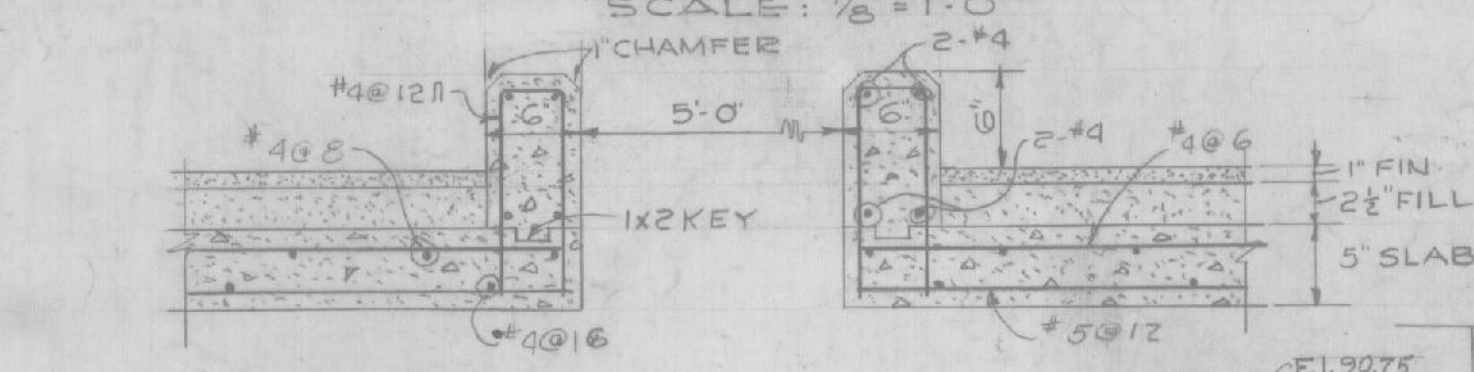 SCALE: 1/8"=1'-0"
1" CHAMFER
2-#4
#4@12
6"
5'-0"
6"
6"
#4@8
2-#4
#4@6
1" FIN
2½" FILL
1X2 KEY
5" SLAB
#4@16
#5@12
EL 90.75